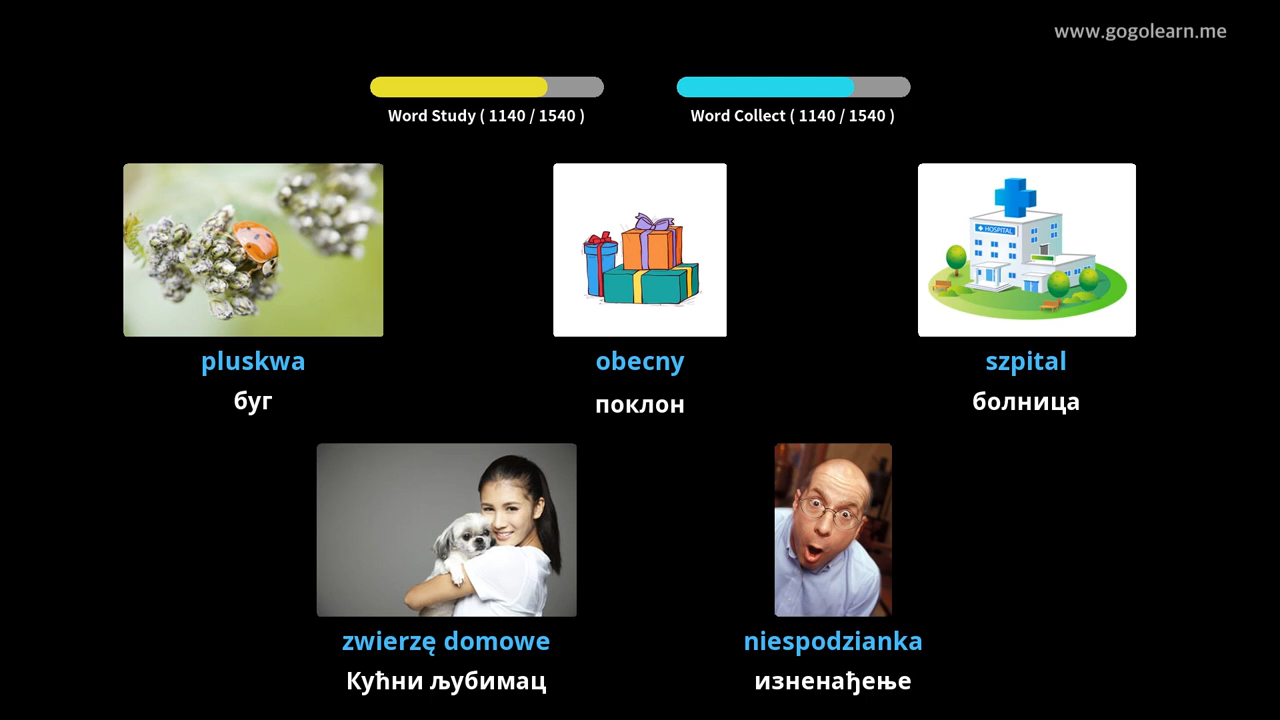 www.gogolearn.me
Word Study ( 1140 / 1540 )
Word Collect ( 1140 / 1540 )
HOSPITAL
pluskwa
obecny
szpital
буг
поклон
болница
zwierzę domowe
niespodzianka
Кућни љубимац
изненађење